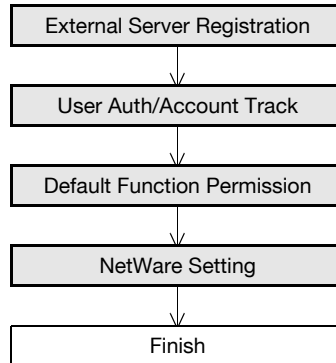 External Server Registration
User Auth/Account Track
Default Function Permission
NetWare Setting
Finish